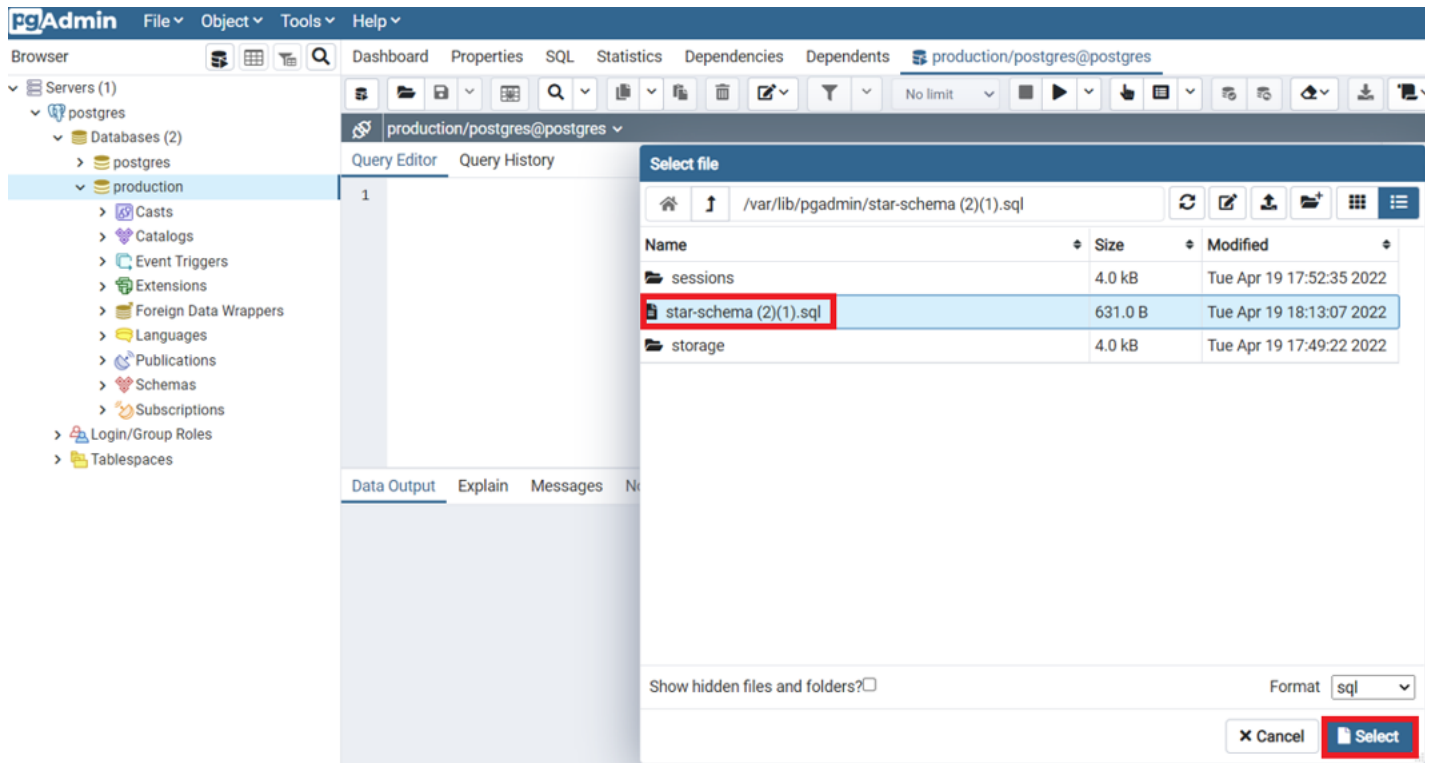 pgAdmin File Object Tools Help
Browser
Dashboard Properties SQL Statistics Dependencies Dependents production/postgres@postgres
Servers (1)
No limit
postgres
production/postgres@postgres
Databases (2)
Query Editor Query History
Select file
postgres
production
1
/var/lib/pgadmin/star-schema (2)(1).sql
Casts
Catalogs
Name Size Modified
Event Triggers
sessions 4.0 kB Tue Apr 19 17:52:35 2022
Extensions
Foreign Data Wrappers
star-schema (2)(1).sql 631.0 B Tue Apr 19 18:13:07 2022
Languages
storage 4.0 kB Tue Apr 19 17:49:22 2022
Publications
Schemas
Subscriptions
Login/Group Roles
Tablespaces
Data Output Explain Messages
Show hidden files and folders?
Format sql
Cancel Select